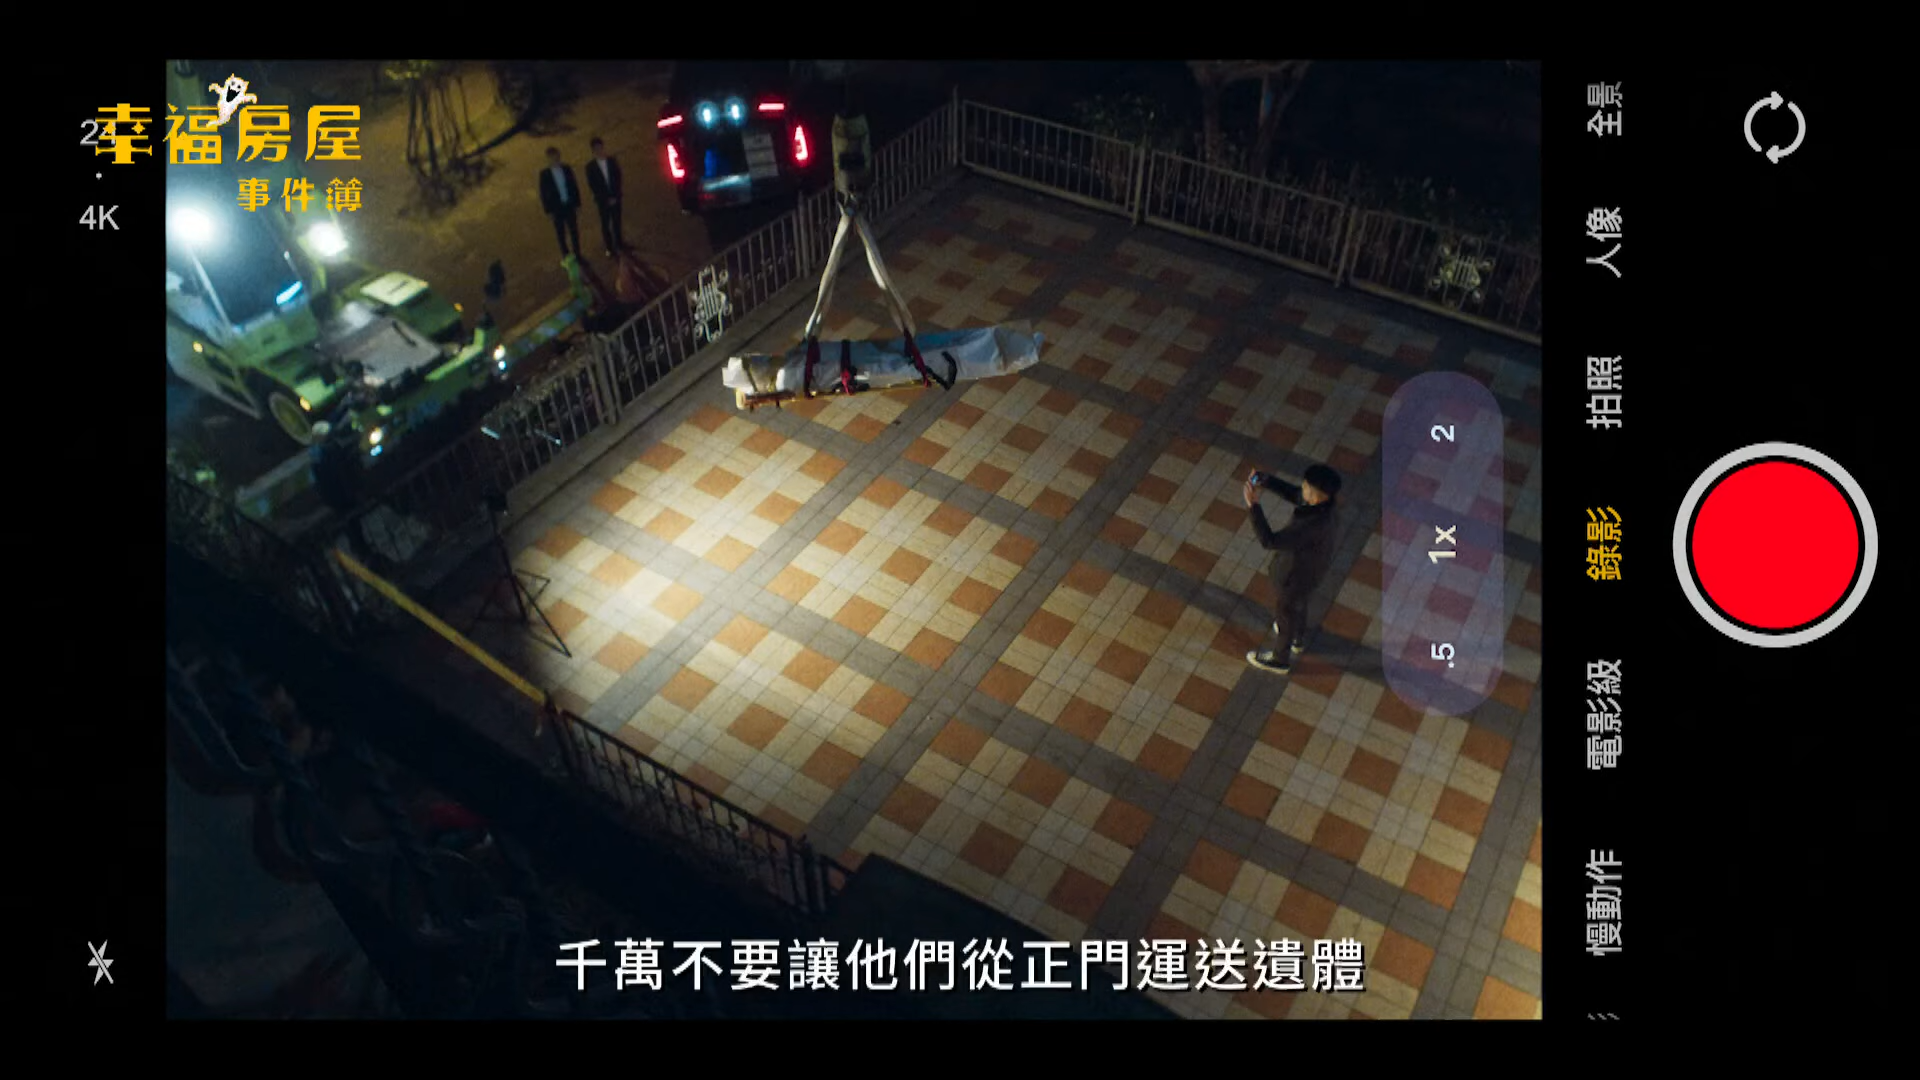 24
幸福房屋
事件簿
·
4K
全景
人像
拍照
錄影
電影級
慢動作
2
1x
.5
千萬不要讓他們從正門運送遺體